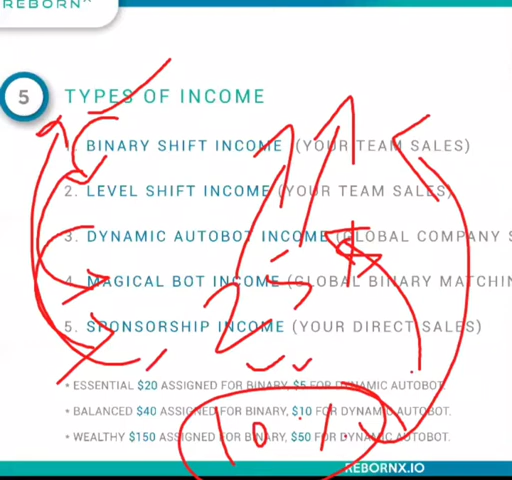 REBORN
5
TYPES OF INCOME
1. BINARY SHIFT INCOME (YOUR TEAM SALES)
2. LEVEL SHIFT INCOME (YOUR TEAM SALES)
3. DYNAMIC AUTOBOT INCOME (GLOBAL COMPANY S
4. MAGICAL BOT INCOME (GLOBAL BINARY MATCHIN
5. SPONSORSHIP INCOME (YOUR DIRECT SALES)
25
• ESSENTIAL $20 ASSIGNED FOR BINARY, $5 FOR DYNAMIC AUTOBOT.
• BALANCED $40 ASSIGNED FOR BINARY, $10 FOR DYNAMIC AUTOBOT.
• WEALTHY $150 ASSIGNED FOR BINARY, $50 FOR DYNAMIC AUTOBOT.
10%
REBORNX.IO